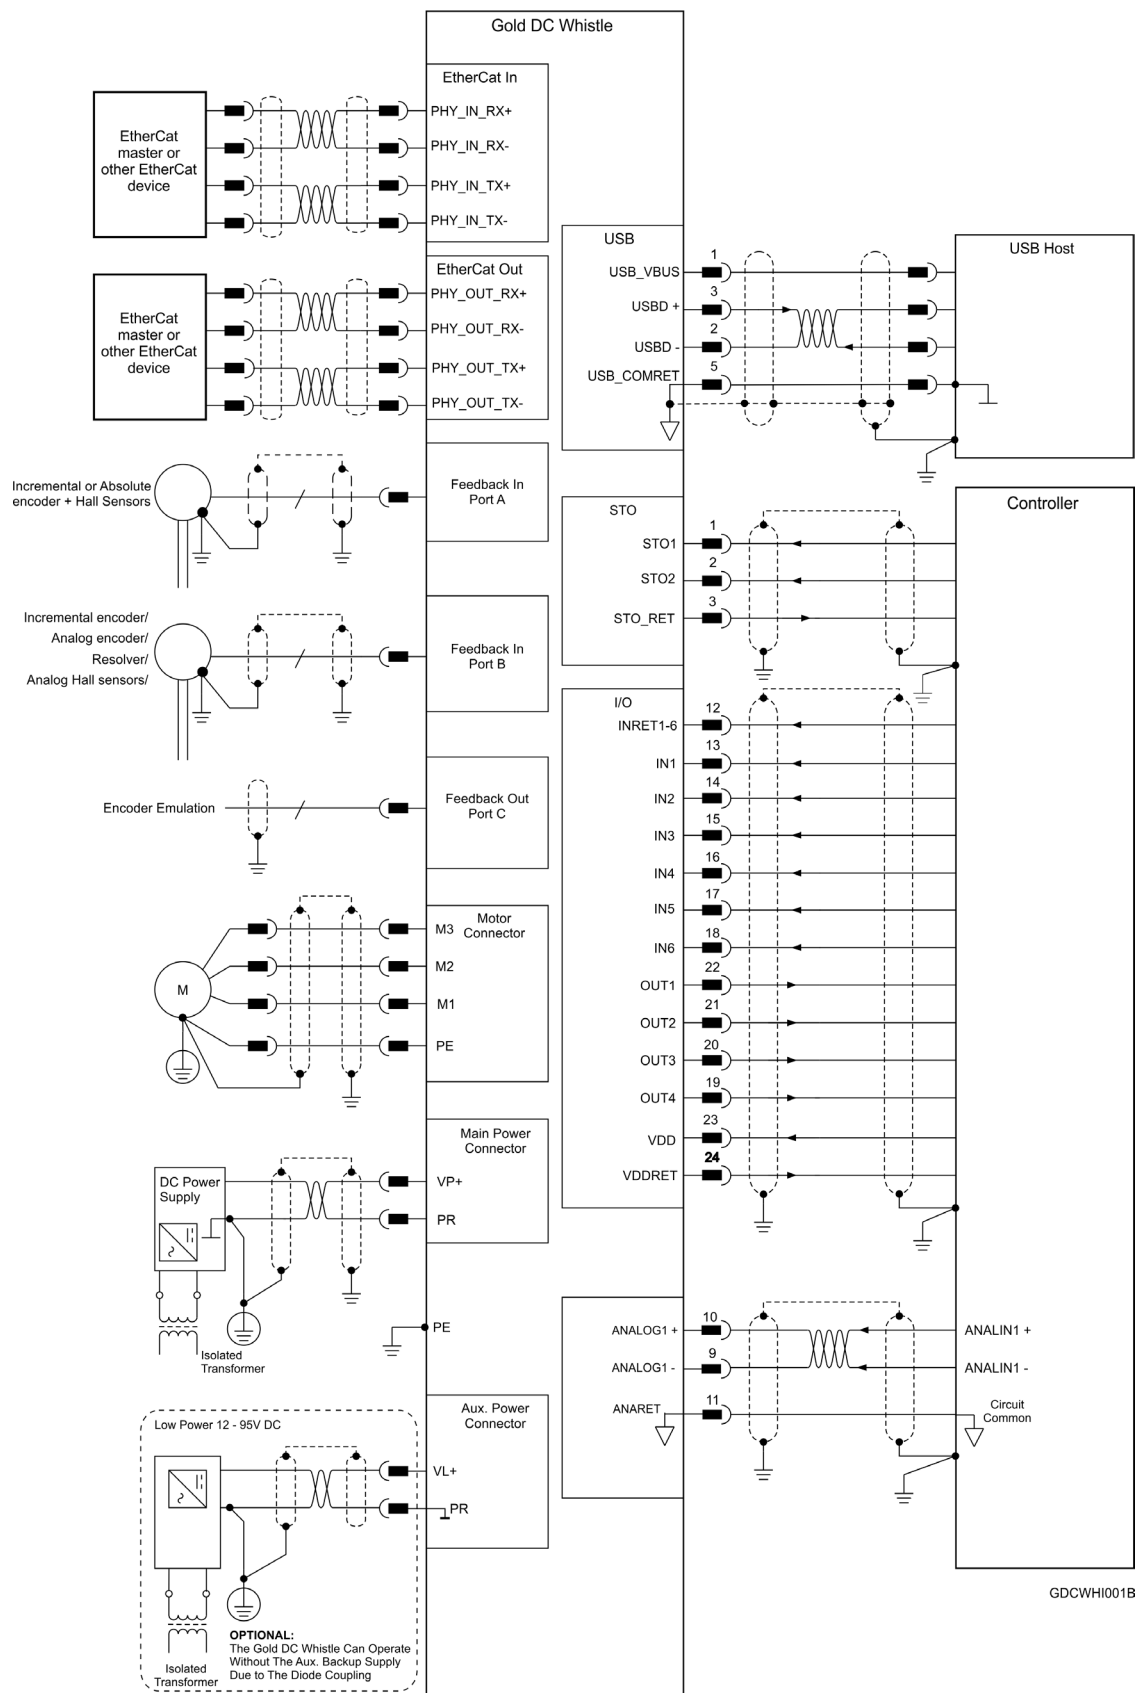 Gold DC Whistle
EtherCat In
EtherCat
master or
other EtherCat
device
PHY_IN_RX+
PHY_IN_RX-
PHY_IN_TX+
PHY_IN_TX-
EtherCat Out
EtherCat
master or
other EtherCat
device
PHY_OUT_RX+
PHY_OUT_RX-
PHY_OUT_TX+
PHY_OUT_TX-
Incremental or Absolute
encoder + Hall Sensors
Feedback In
Port A
Incremental encoder/
Analog encoder/
Resolver/
Analog Hall sensors/
Feedback In
Port B
Encoder Emulation
Feedback Out
Port C
Motor
Connector
M
M3
M2
M1
PE
Main Power
Connector
DC Power
Supply
VP+
PR
Isolated
Transformer
PE
Aux. Power
Connector
Low Power 12 - 95V DC
VL+
PR
Isolated
Transformer
OPTIONAL:
The Gold DC Whistle Can Operate
Without The Aux. Backup Supply
Due to The Diode Coupling
USB
USB Host
USB_VBUS 1
USBD + 3
USBD - 2
USB_COMRET 5
STO
Controller
STO1 1
STO2 2
STO_RET 3
I/O
INRET1-6 12
IN1 13
IN2 14
IN3 15
IN4 16
IN5 17
IN6 18
OUT1 22
OUT2 21
OUT3 20
OUT4 19
VDD 23
VDDRET 24
ANALOG1 + 10 ANALIN1 +
ANALOG1 - 9 ANALIN1 -
ANARET 11
Circuit
Common
GDCWHI001B